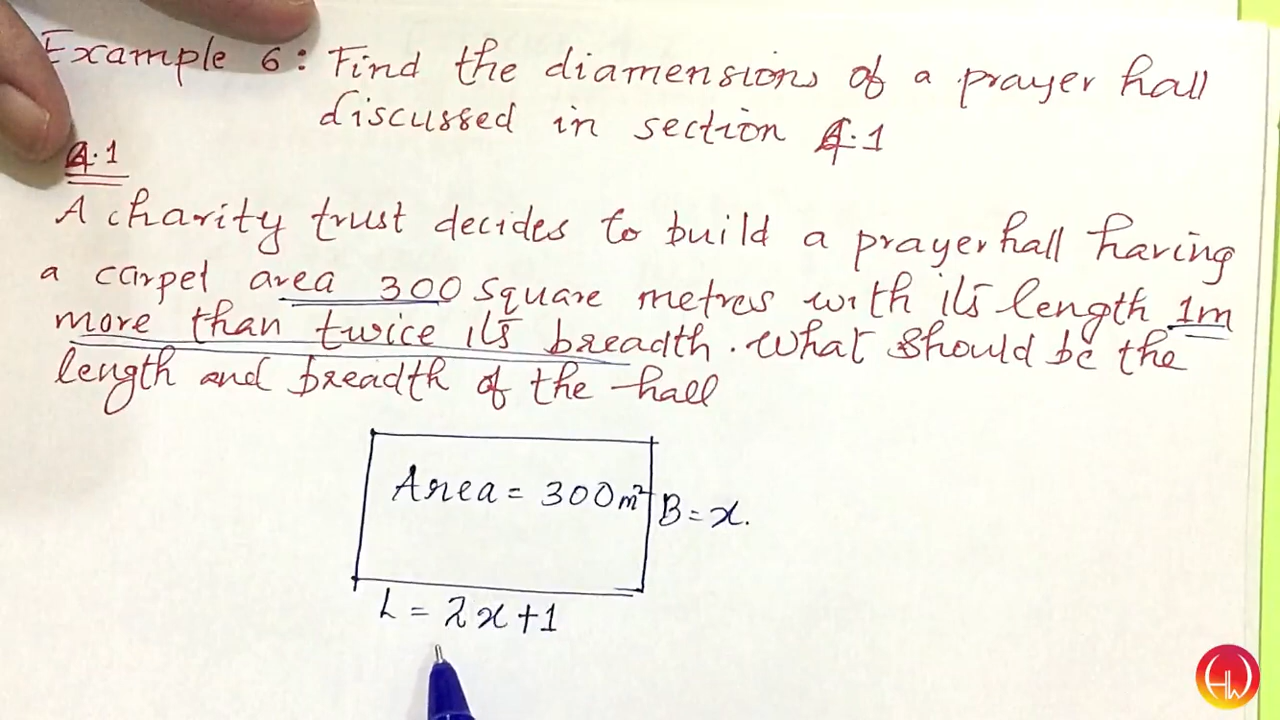 Example 6: Find the diamensions of a prayer hall
discussed in section 4.1
4.1
A charity trust decides to build a prayer hall having
a carpet area 300 square metres with its length 1m
more than twice its breadth. What should be the
length and breadth of the hall
Area = 300m²
B = x.
L = 2x+1
HW